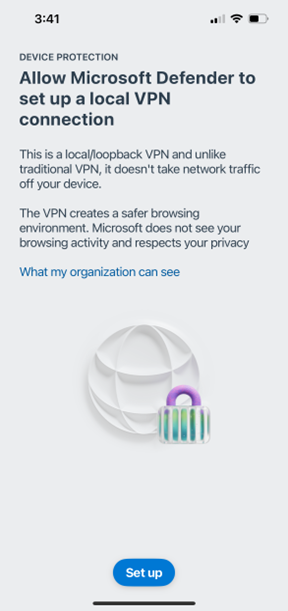 3:41
DEVICE PROTECTION
Allow Microsoft Defender to
set up a local VPN
connection
This is a local/loopback VPN and unlike
traditional VPN, it doesn't take network traffic
off your device.
The VPN creates a safer browsing
environment. Microsoft does not see your
browsing activity and respects your privacy
What my organization can see
Set up